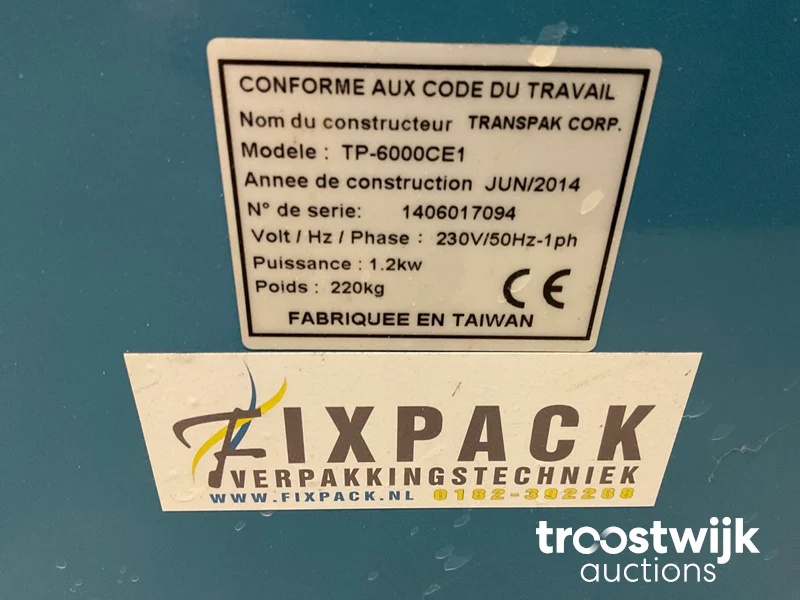 CONFORME AUX CODE DU TRAVAIL
Nom du constructeur TRANSPAK CORP.
Modele : TP-6000CE1
Annee de construction JUN/2014
N° de serie: 1406017094
Volt / Hz / Phase : 230V/50Hz-1ph
Puissance : 1.2kw
Poids : 220kg
CE
FABRIQUEE EN TAIWAN
FIXPACK
VERPAKKINGSTECHNIEK
WWW.FIXPACK.NL 0182-392288
troostwijk
auctions